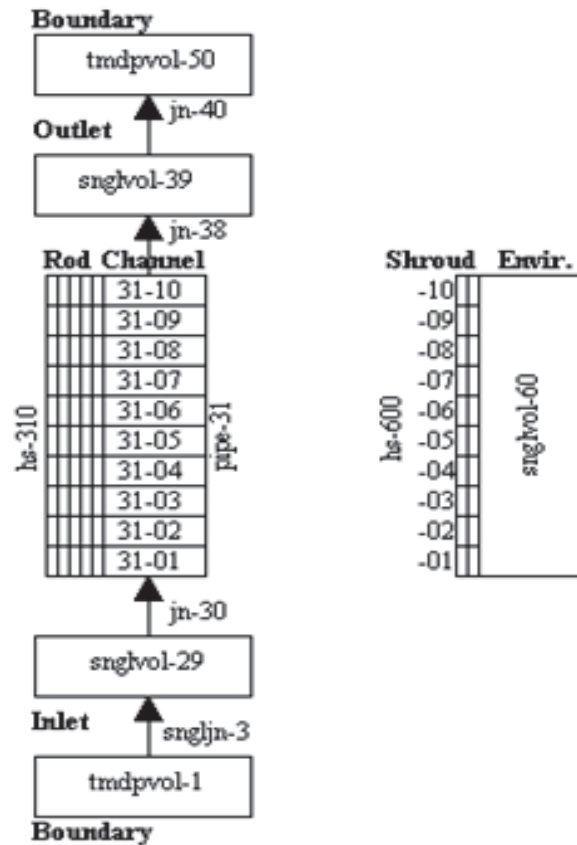 Boundary
tmdpvol-50
jn-40
Outlet
snglvol-39
jn-38
Rod Channel
31-10
31-09
31-08
31-07
31-06
31-05
31-04
31-03
31-02
31-01
hs-310
pipe-31
Shroud Envir.
-10
-09
-08
-07
-06
-05
-04
-03
-02
-01
hs-600
snglvol-60
jn-30
snglvol-29
Inlet
sngljn-3
tmdpvol-1
Boundary